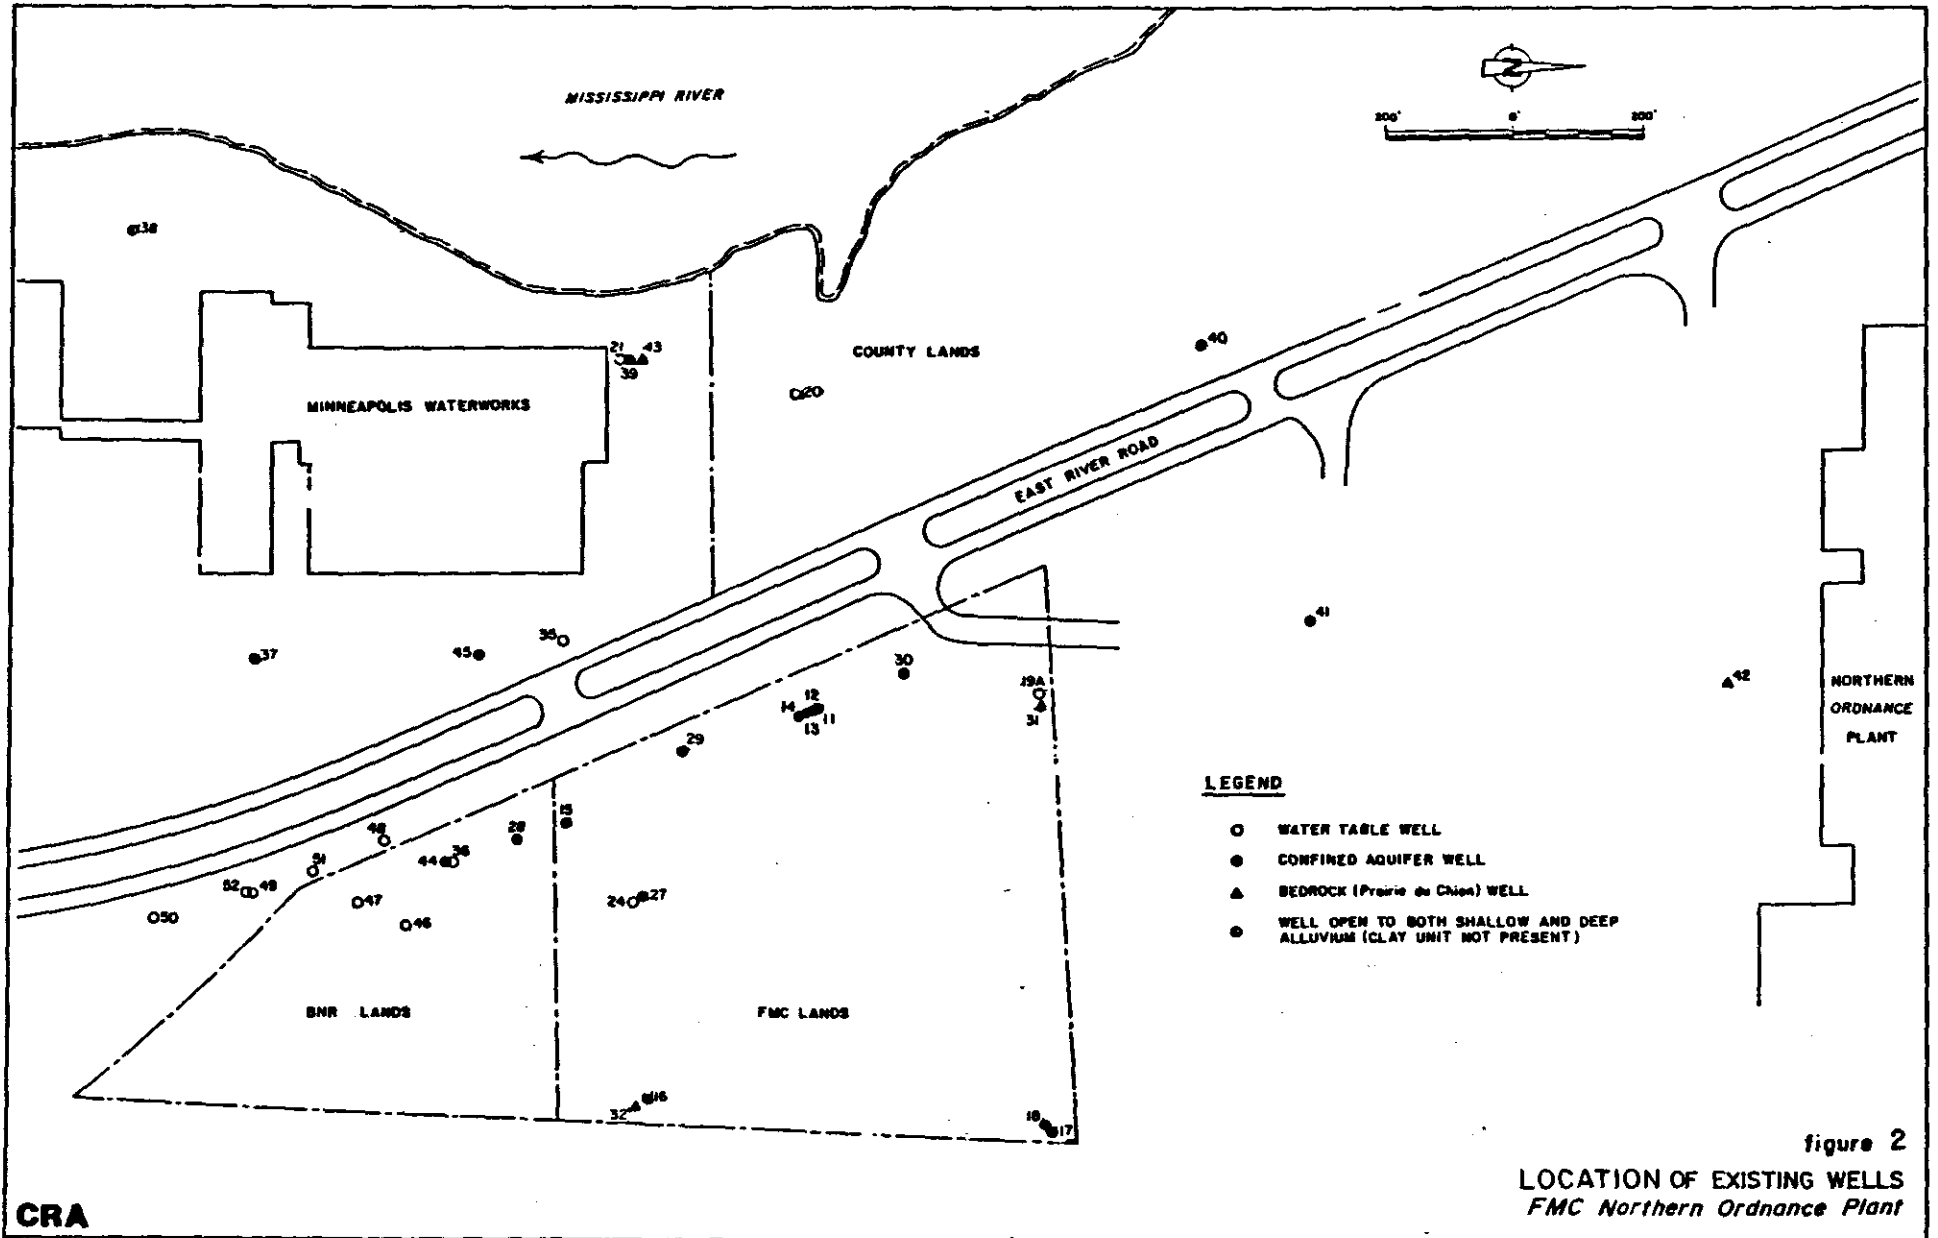 MISSISSIPPI RIVER
N
200' 0' 200'
38
21 43
39
40
COUNTY LANDS
20
MINNEAPOLIS WATERWORKS
EAST RIVER ROAD
41
35
45
37
30
19A
31
42
NORTHERN
ORDNANCE
PLANT
12
14 11
13
29
15
28
48
44 36
51
52 49
50
47
46
24 27
LEGEND
WATER TABLE WELL
CONFINED AQUIFER WELL
BEDROCK (Prairie du Chien) WELL
WELL OPEN TO BOTH SHALLOW AND DEEP
ALLUVIUM (CLAY UNIT NOT PRESENT)
BNR LANDS
FMC LANDS
16
32
18
17
figure 2
LOCATION OF EXISTING WELLS
FMC Northern Ordnance Plant
CRA